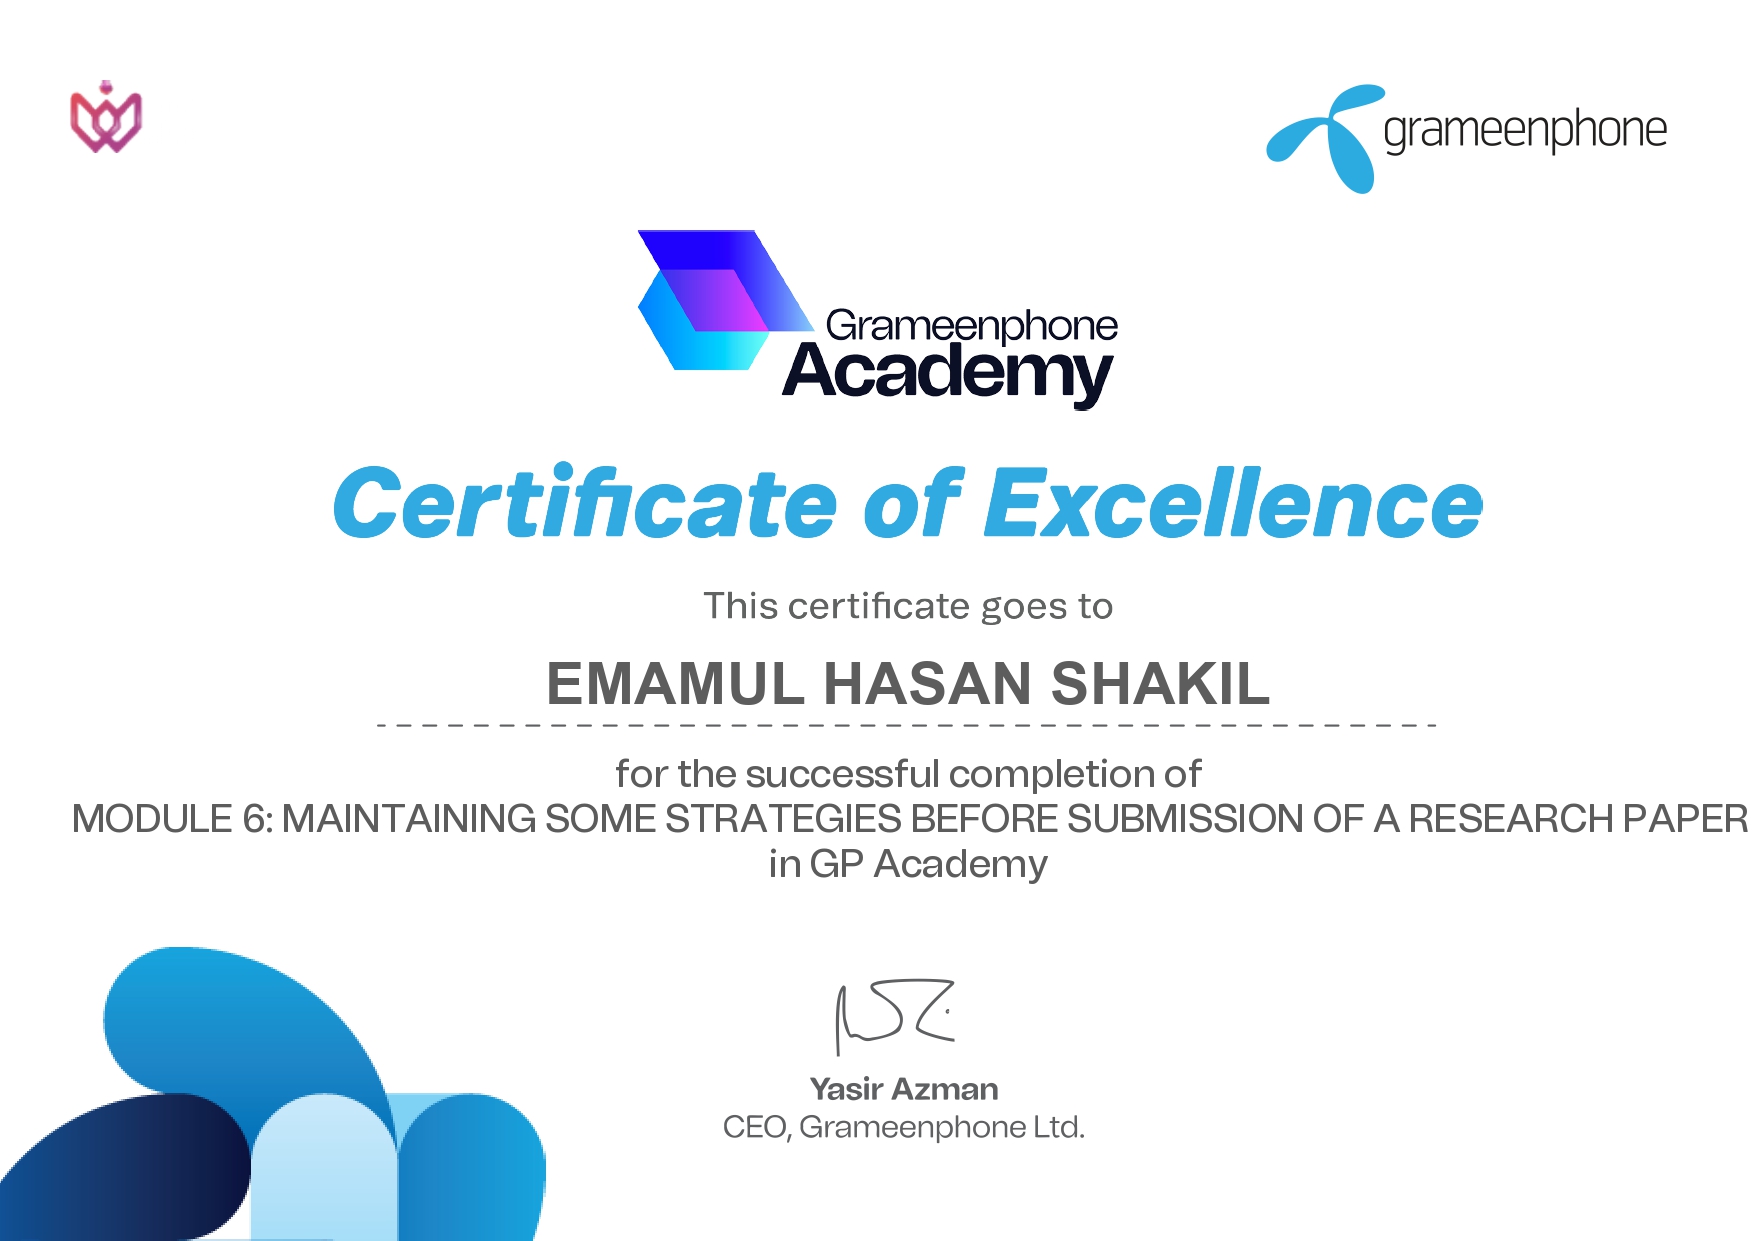 grameenphone
Grameenphone
Academy
Certificate of Excellence
This certificate goes to
EMAMUL HASAN SHAKIL
for the successful completion of
MODULE 6: MAINTAINING SOME STRATEGIES BEFORE SUBMISSION OF A RESEARCH PAPER
in GP Academy
Yasir Azman
CEO, Grameenphone Ltd.